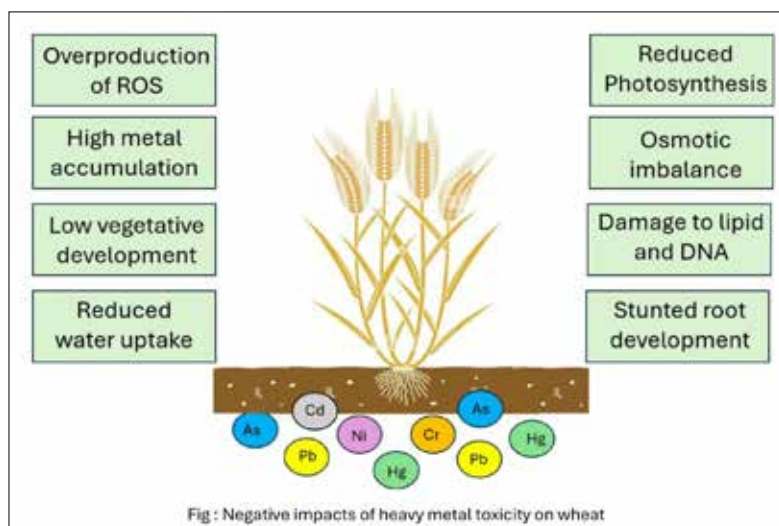 Overproduction
of ROS
High metal
accumulation
Low vegetative
development
Reduced
water uptake
Reduced
Photosynthesis
Osmotic
imbalance
Damage to lipid
and DNA
Stunted root
development
As
Cd
Ni
Cr
As
Hg
Pb
Hg
Pb
Fig : Negative impacts of heavy metal toxicity on wheat